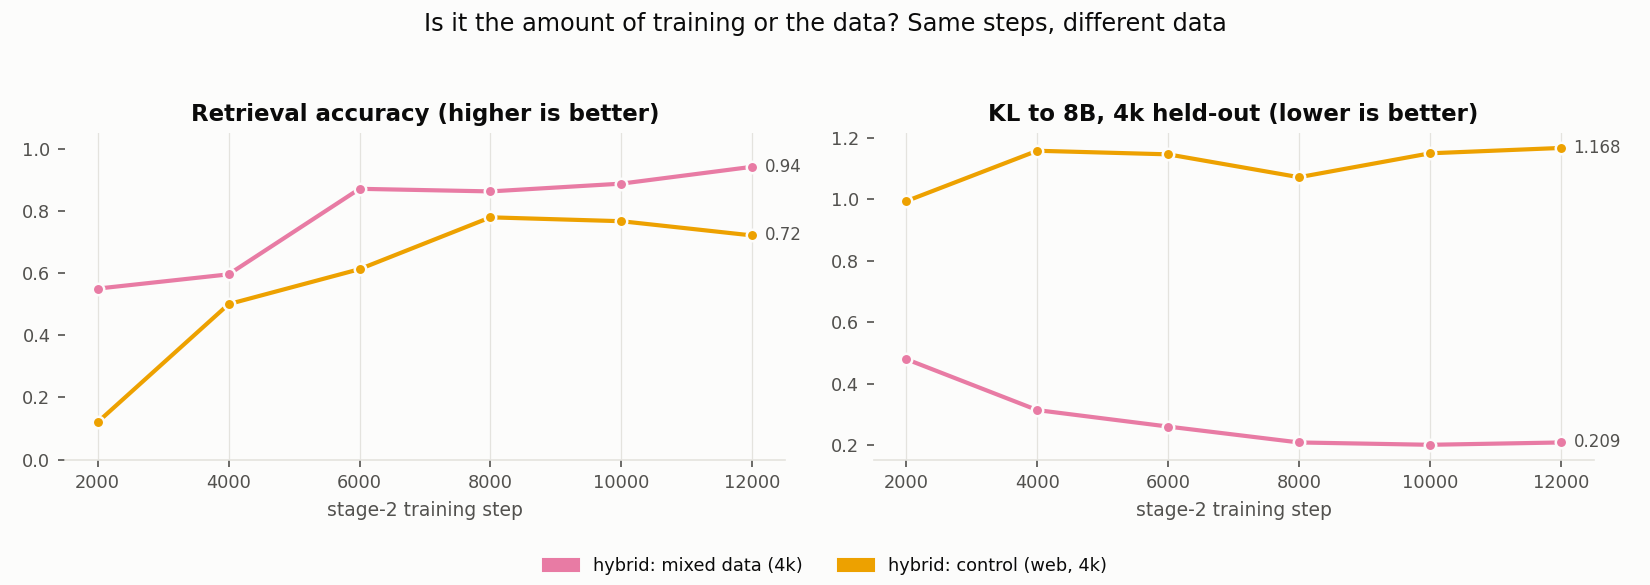 Is it the amount of training or the data? Same steps, different data
Retrieval accuracy (higher is better)
1.0
0.8
0.6
0.4
0.2
0.0
0.94
0.72
2000 4000 6000 8000 10000 12000
stage-2 training step
KL to 8B, 4k held-out (lower is better)
1.2
1.0
0.8
0.6
0.4
0.2
1.168
0.209
2000 4000 6000 8000 10000 12000
stage-2 training step
hybrid: mixed data (4k) hybrid: control (web, 4k)